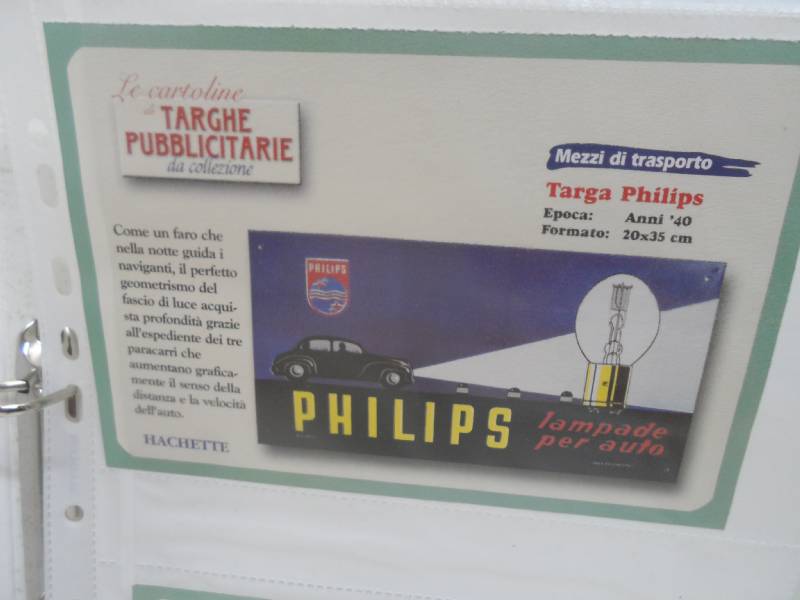 Le cartoline
di
TARGHE
PUBBLICITARIE
da collezione
Mezzi di trasporto
Targa Philips
Epoca: Anni '40
Formato: 20x35 cm
Come un faro che
nella notte guida i
naviganti, il perfetto
geometrismo del
fascio di luce acqui-
sta profondità grazie
all'espediente dei tre
paracarri che
aumentano grafica-
mente il senso della
distanza e la velocità
dell'auto.
HACHETTE
PHILIPS
PHILIPS
lampade
per auto